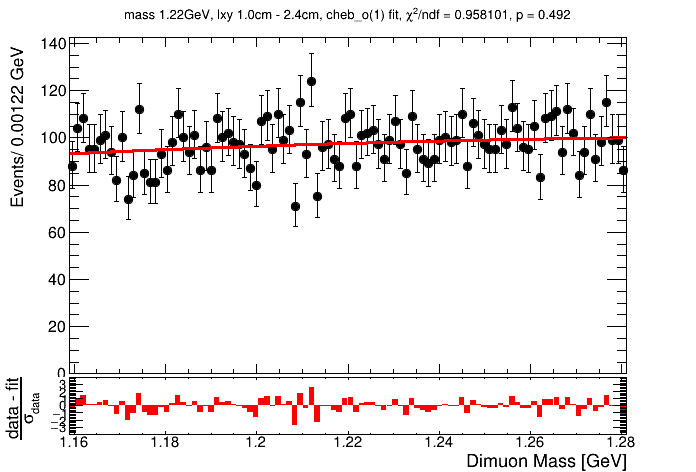 mass 1.22GeV, lxy 1.0cm - 2.4cm, cheb_o(1) fit, χ²/ndf = 0.958101, p = 0.492
Events/ 0.00122 GeV
140
120
100
80
60
40
20
0
data - fit
σdata
3
2
1
0
−1
−2
−3
1.16 1.18 1.2 1.22 1.24 1.26 1.28
Dimuon Mass [GeV]